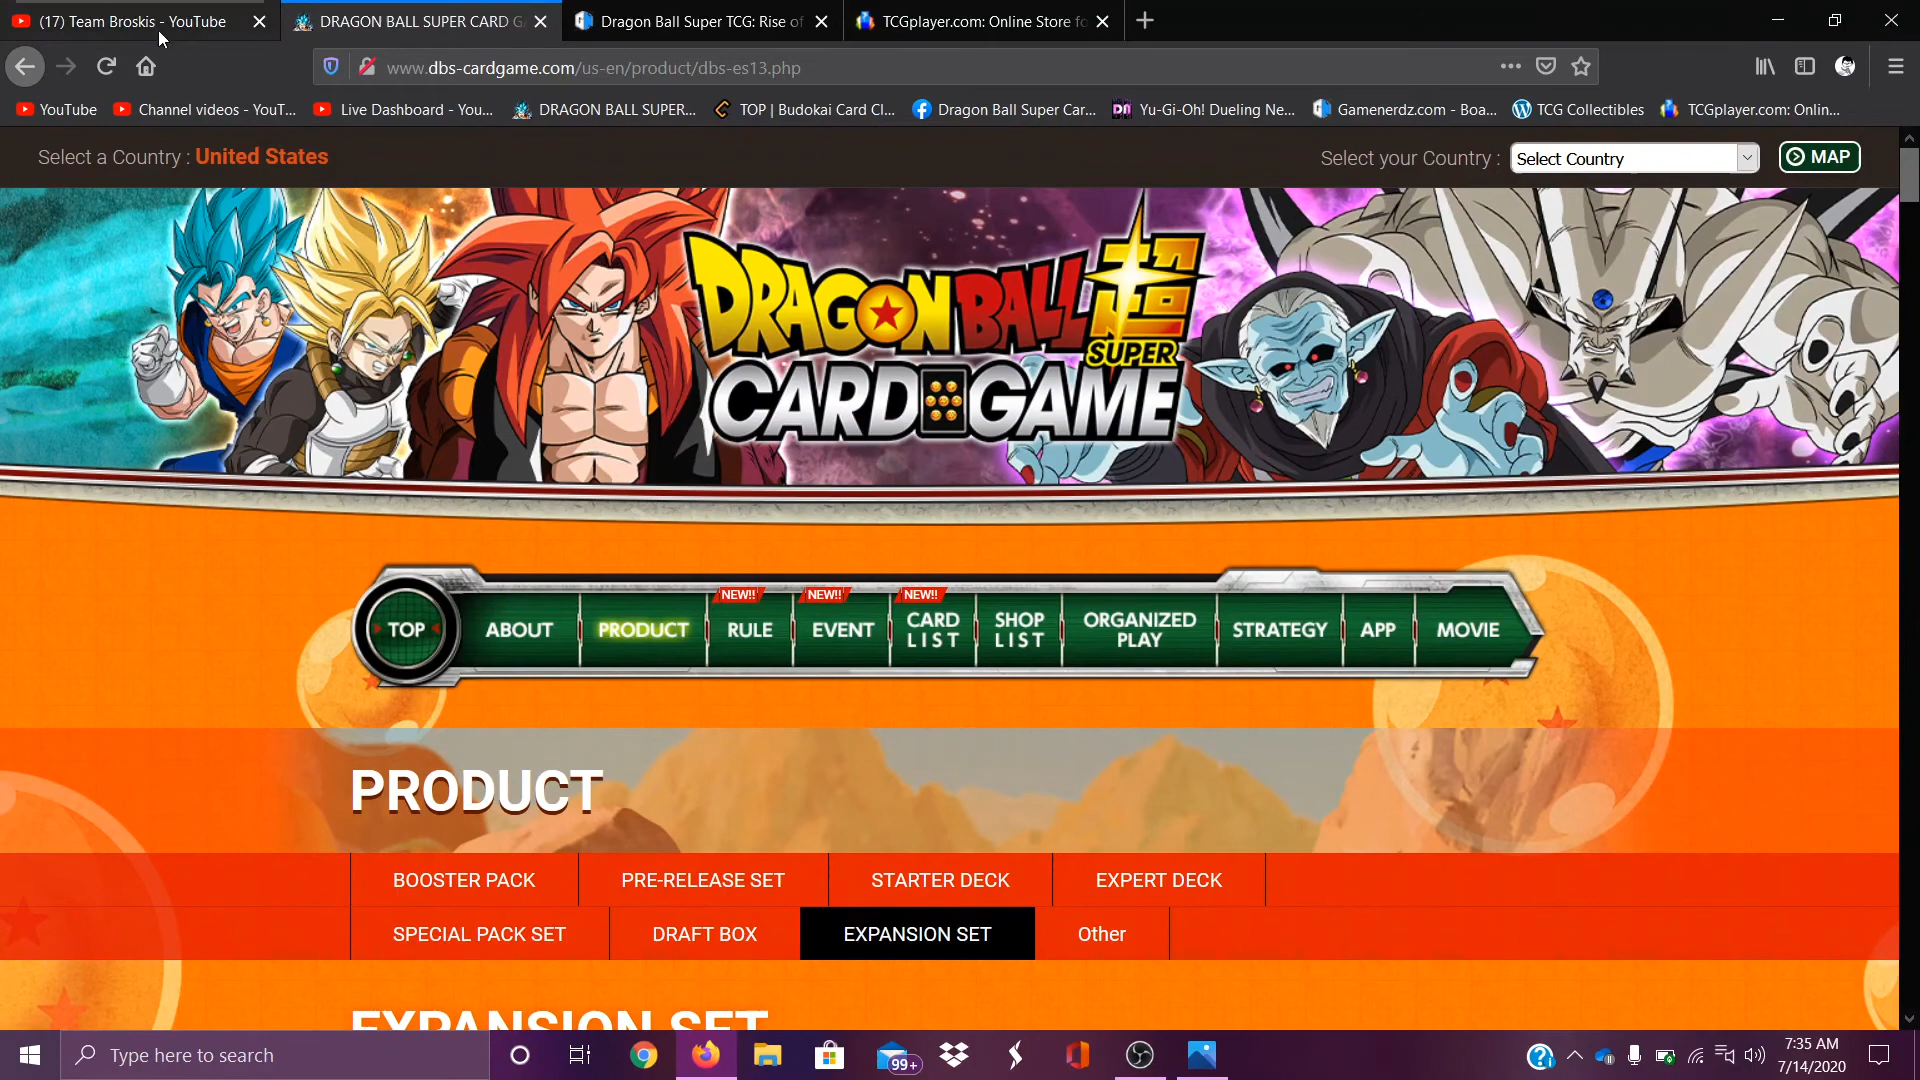 (17) Team Broskis - YouTube
DRAGON BALL SUPER CARD G
Dragon Ball Super TCG: Rise of
TCGplayer.com: Online Store fo
www.dbs-cardgame.com/us-en/product/dbs-es13.php
YouTube
Channel videos - YouT...
Live Dashboard - You...
DRAGON BALL SUPER...
TOP | Budokai Card Cl...
Dragon Ball Super Car...
Yu-Gi-Oh! Dueling Ne...
Gamenerdz.com - Boa...
TCG Collectibles
TCGplayer.com: Onlin...
Select a Country : United States
Select your Country :
Select Country
MAP
DRAGON BALL 超
SUPER
CARD GAME
NEW!!
NEW!!
NEW!!
TOP
ABOUT
PRODUCT
RULE
EVENT
CARD
LIST
SHOP
LIST
ORGANIZED
PLAY
STRATEGY
APP
MOVIE
PRODUCT
BOOSTER PACK
PRE-RELEASE SET
STARTER DECK
EXPERT DECK
SPECIAL PACK SET
DRAFT BOX
EXPANSION SET
Other
EXPANSION SET
Type here to search
99+
7:35 AM
7/14/2020